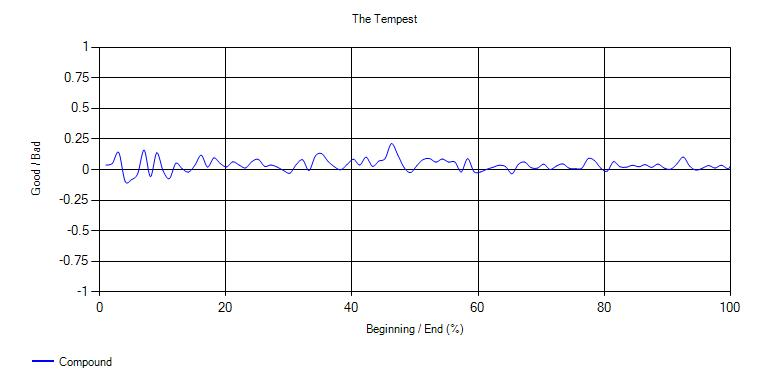 The Tempest
1
0.75
0.5
0.25
0
-0.25
-0.5
-0.75
-1
Good / Bad
0 20 40 60 80 100
Beginning / End (%)
Compound